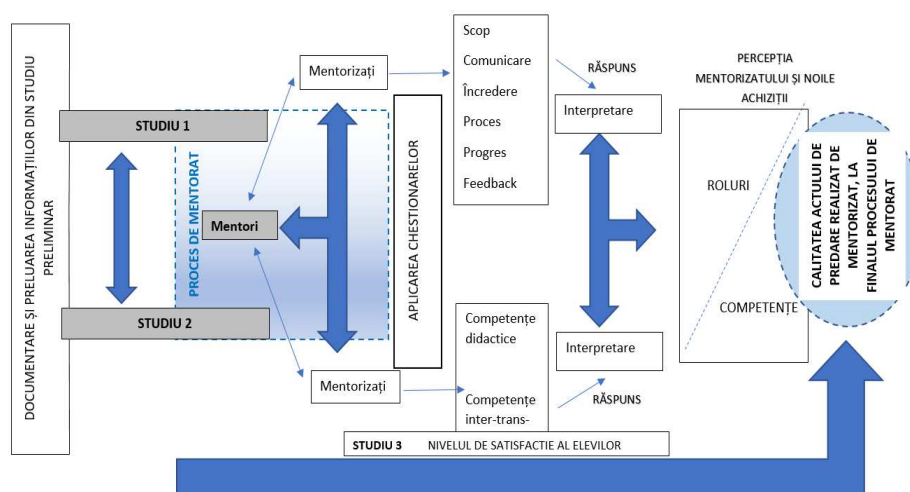 DOCUMENTARE ȘI PRELUAREA INFORMAȚIILOR DIN STUDIU
PRELIMINAR
STUDIU 1
STUDIU 2
PROCES DE MENTORAT
Mentori
Mentorizați
Mentorizați
APLICAREA CHESTIONARELOR
Scop
Comunicare
Încredere
Proces
Progres
Feedback
RĂSPUNS
Interpretare
Competențe
didactice
Competențe
inter-trans-
Interpretare
RĂSPUNS
STUDIU 3 NIVELUL DE SATISFACTIE AL ELEVILOR
PERCEPȚIA
MENTORIZATULUI ȘI NOILE
ACHIZIȚII
ROLURI
COMPETENȚE
CALITATEA ACTULUI DE
PREDARE REALIZAT DE
MENTORIZAT, LA
FINALUL PROCESULUI DE
MENTORAT